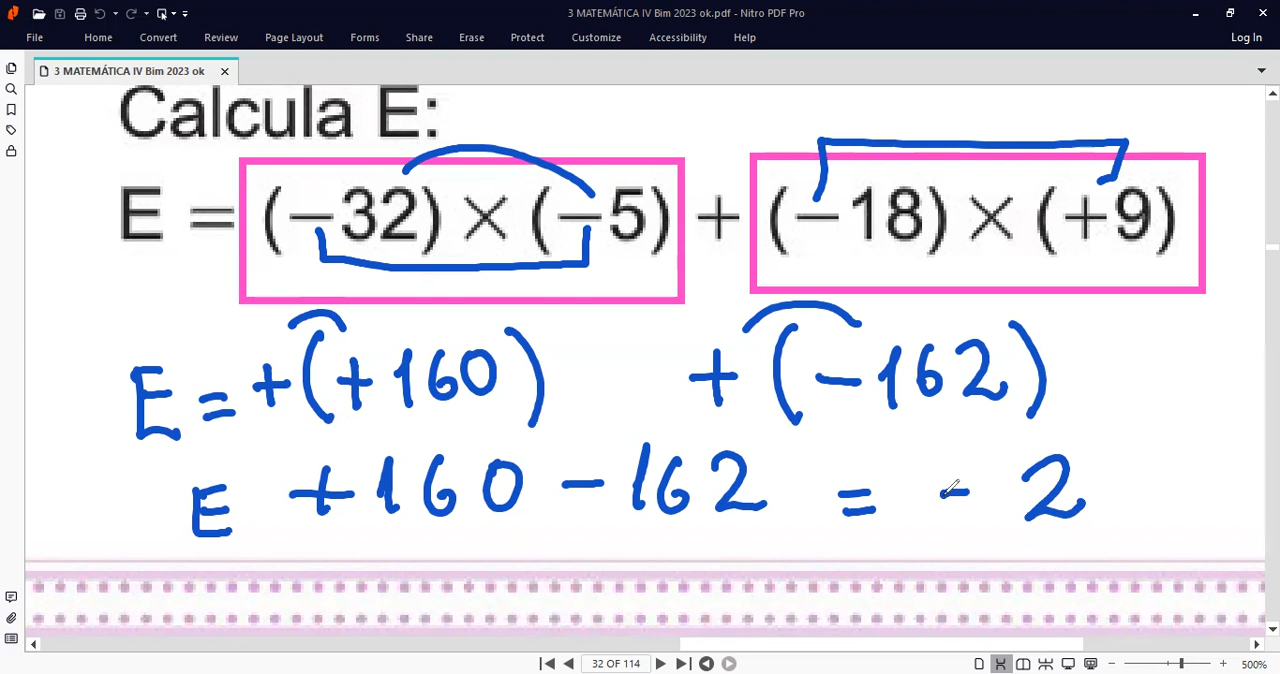 3 MATEMÁTICA IV Bim 2023 ok.pdf - Nitro PDF Pro
File Home Convert Review Page Layout Forms Share Erase Protect Customize Accessibility Help Log In
3 MATEMÁTICA IV Bim 2023 ok
Calcula E:
E = (−32) × (−5) + (−18) × (+9)
E = +(+160) + (−162)
E +160 − 162 = - 2
32 OF 114
500%